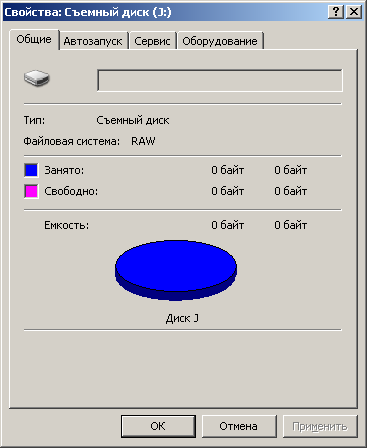 Свойства: Съемный диск (J:)
Общие Автозапуск Сервис Оборудование
Тип: Съемный диск
Файловая система: RAW
Занято: 0 байт 0 байт
Свободно: 0 байт 0 байт
Емкость: 0 байт 0 байт
Диск J
OK Отмена Применить